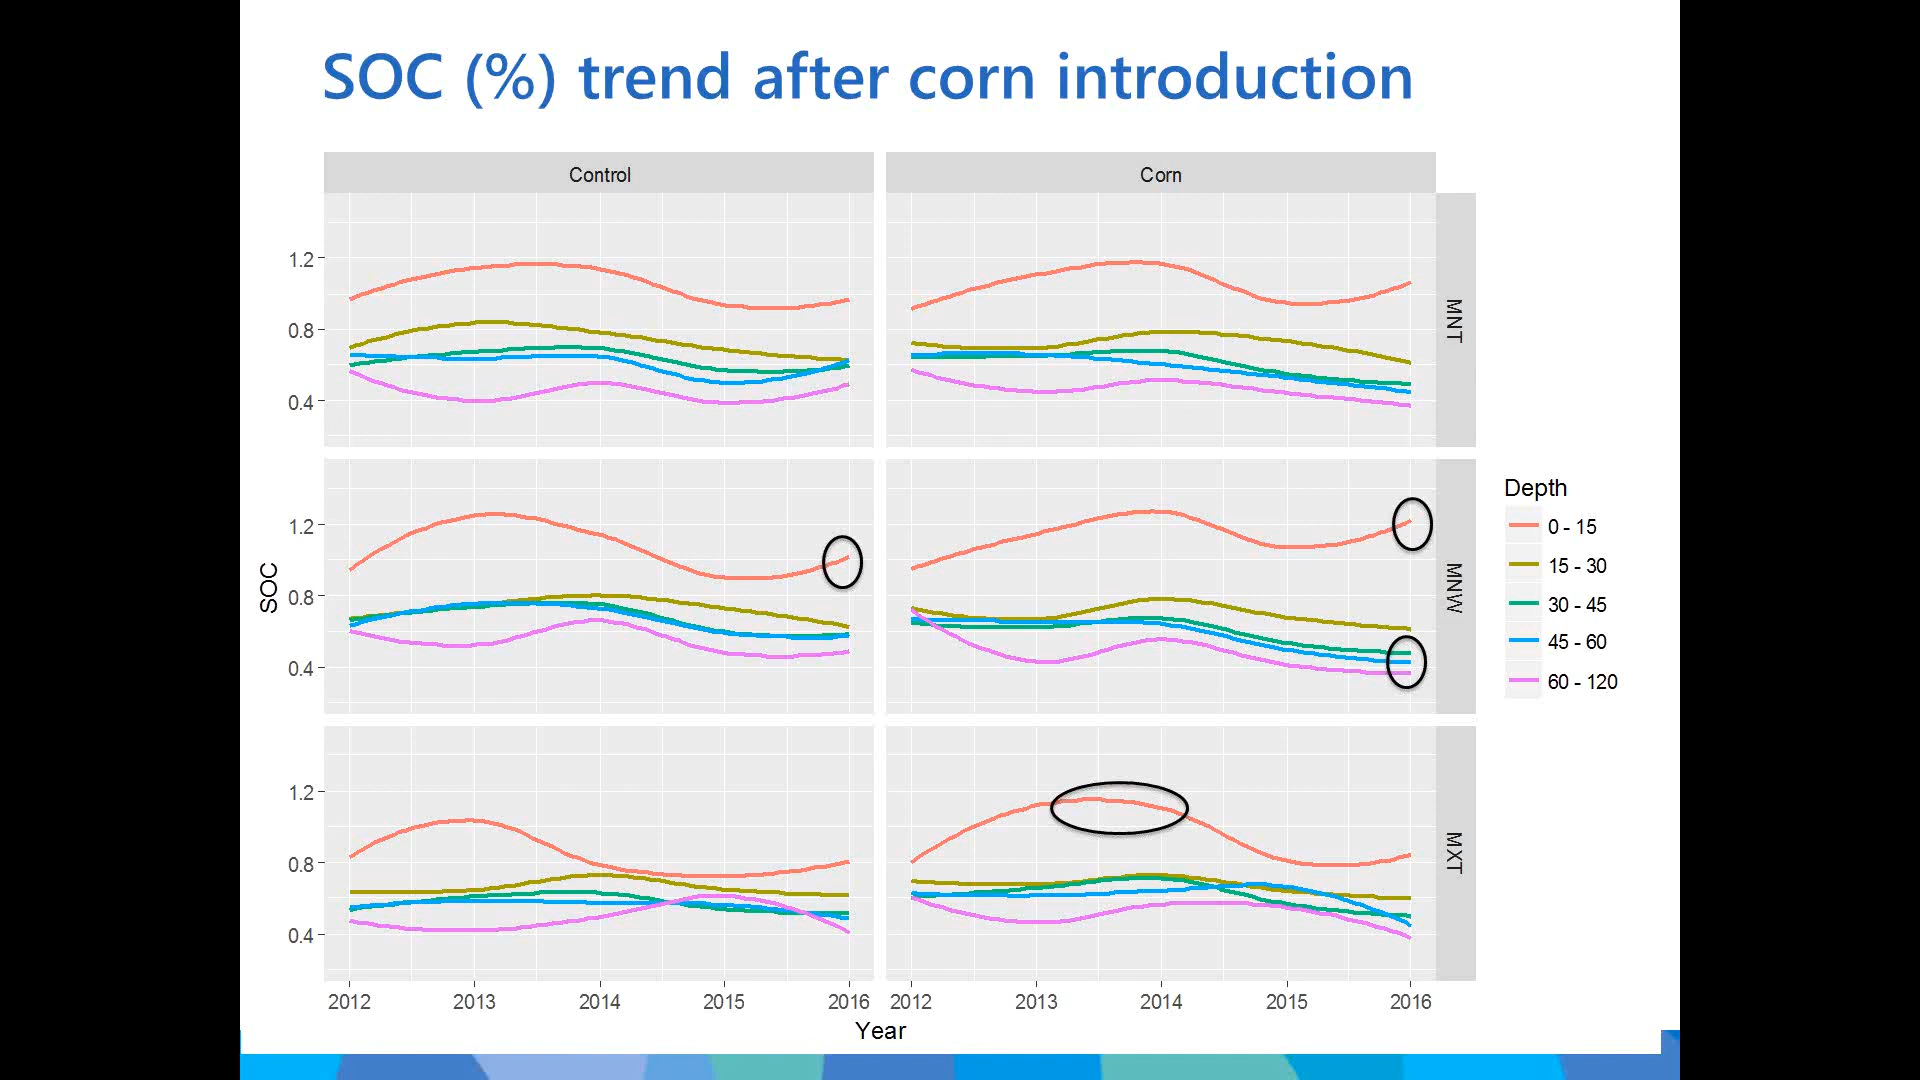 SOC (%) trend after corn introduction
Control
Corn
1.2
0.8
0.4
MNT
SOC
1.2
0.8
0.4
MNW
1.2
0.8
0.4
MXT
2012 2013 2014 2015 2016
2012 2013 2014 2015 2016
Year
Depth
0 - 15
15 - 30
30 - 45
45 - 60
60 - 120